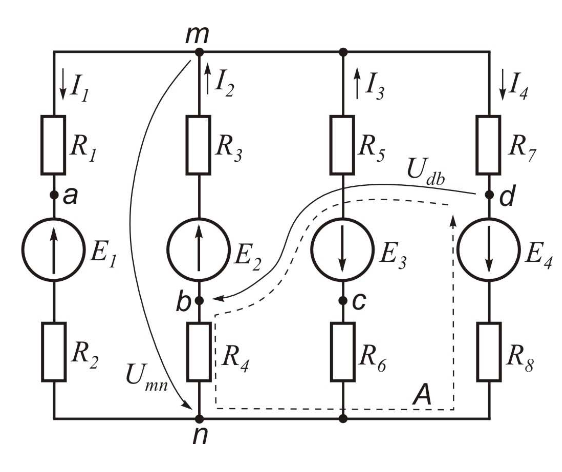 m
I1 I2 I3 I4
R1 R3 R5 R7
Udb
a d
E1 E2 E3 E4
b c
R2 R4 R6 R8
Umn A
n